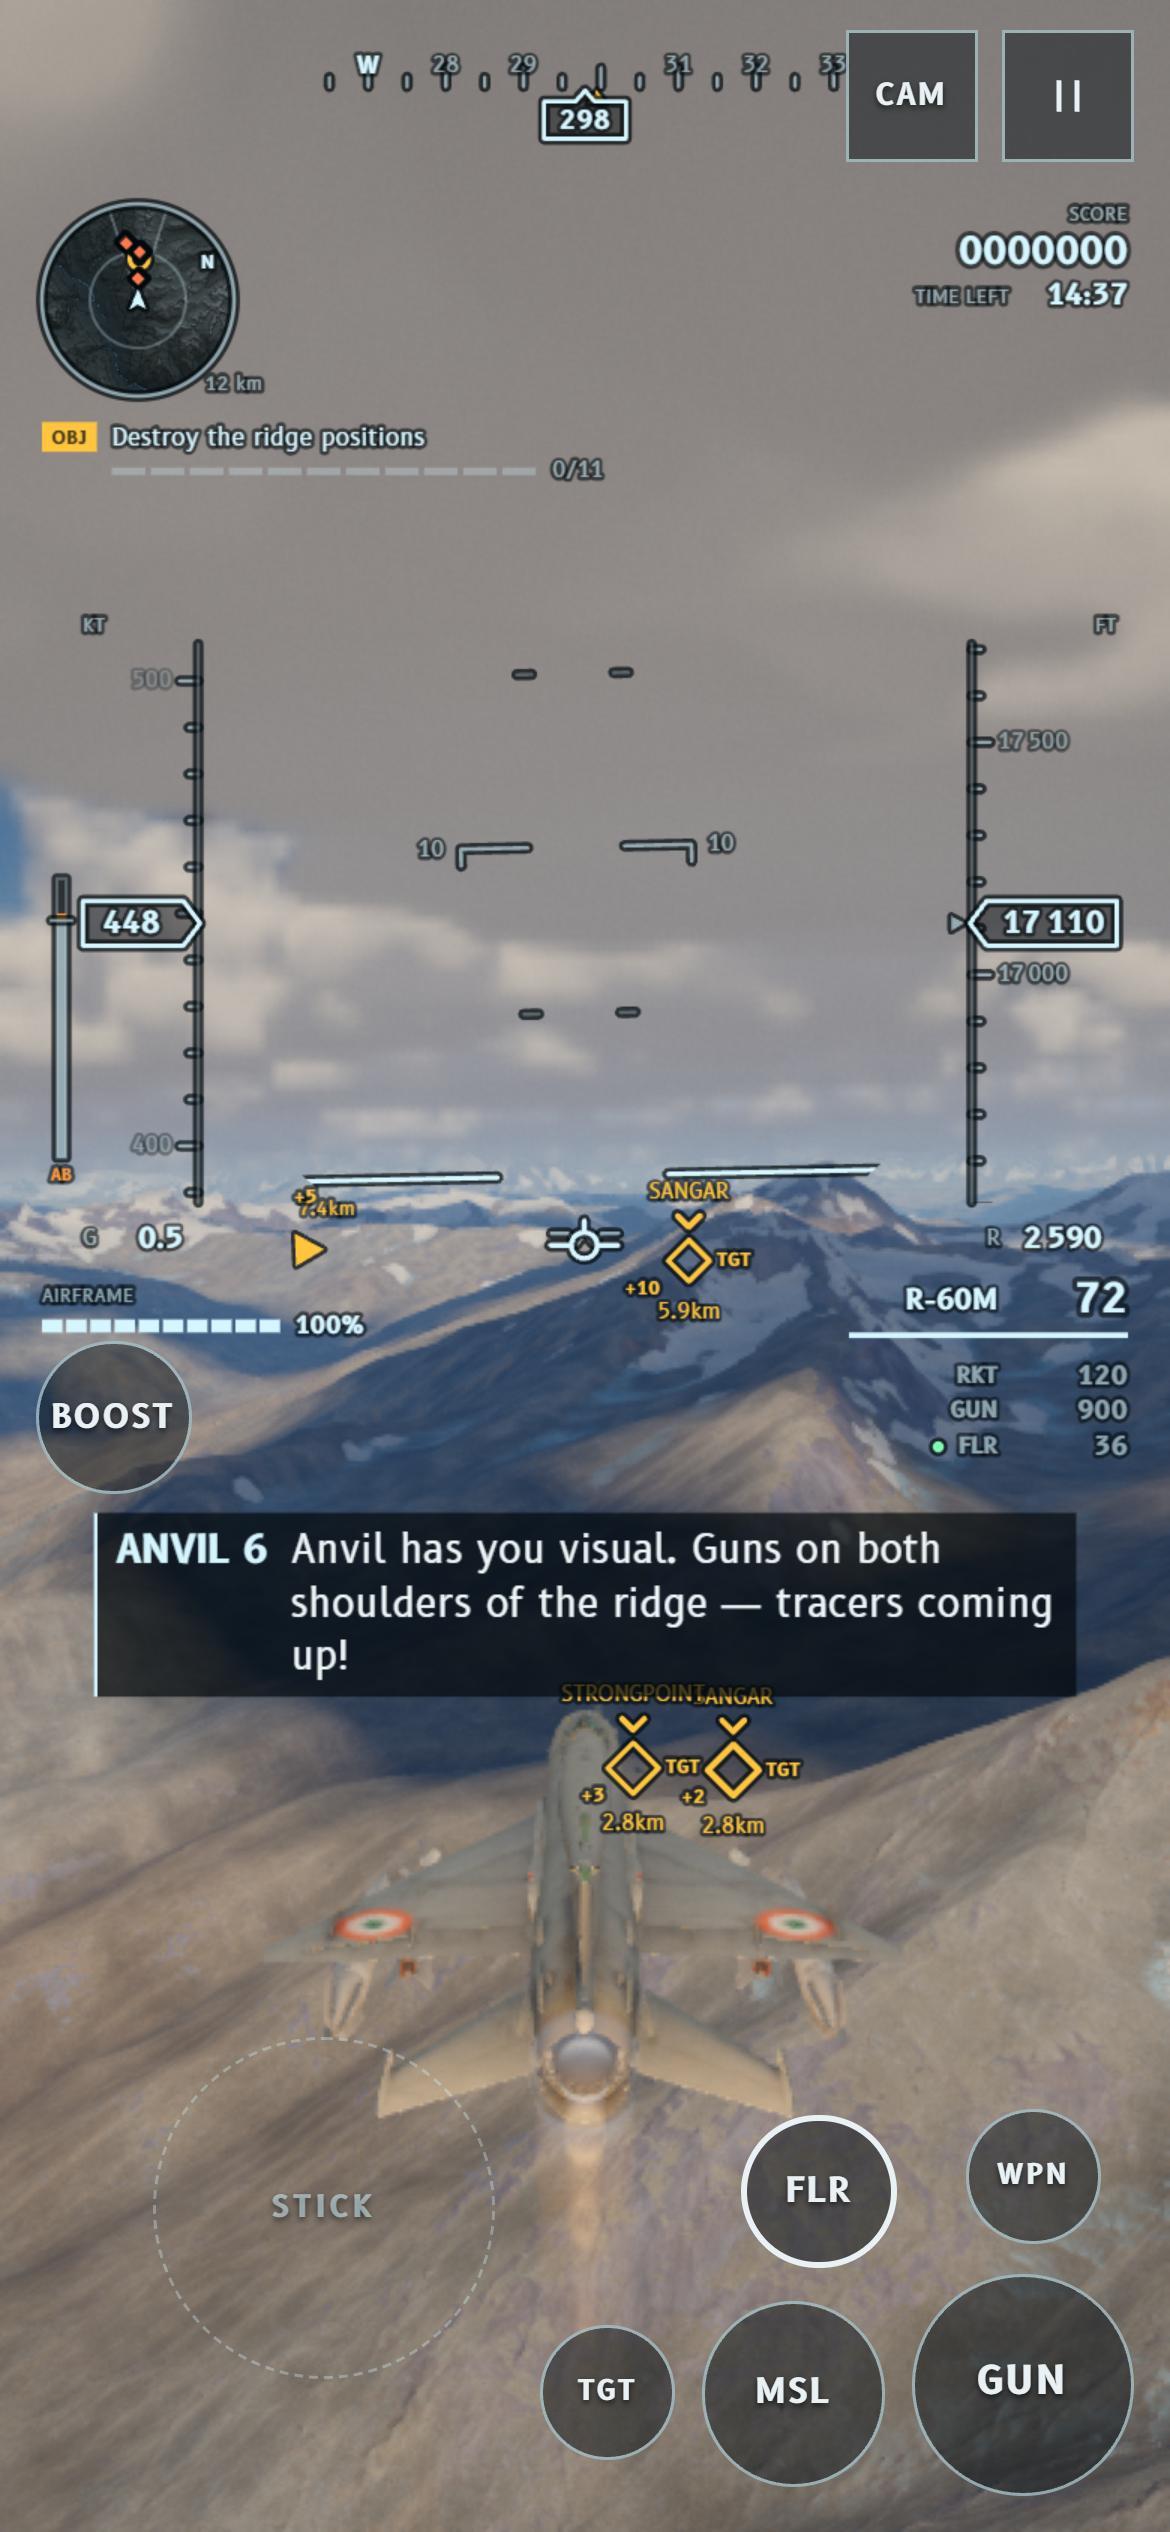 W 28 29 31 32 33
298
CAM
N
12 km
SCORE
0000000
TIME LEFT 14:37
OBJ Destroy the ridge positions
0/11
KT
FT
500
17 500
10 10
448
17 110
17 000
400
AB
+5
7.4km
SANGAR
TGT
+10
5.9km
G 0.5
R 2 590
AIRFRAME
100%
R-60M 72
RKT 120
GUN 900
FLR 36
BOOST
ANVIL 6 Anvil has you visual. Guns on both
shoulders of the ridge — tracers coming
up!
STRONGPOINT
TGT TGT
+3 +2
2.8km 2.8km
STICK
FLR
WPN
TGT
MSL
GUN